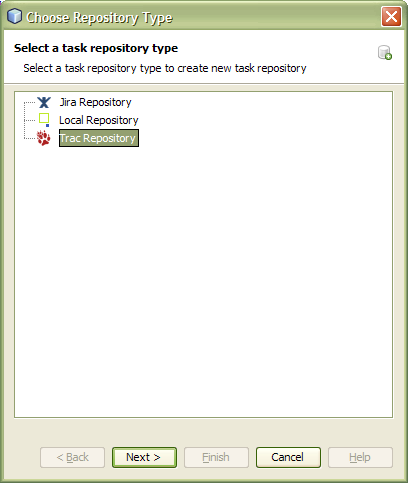 Choose Repository Type
Select a task repository type
Select a task repository type to create new task repository
Jira Repository
Local Repository
Trac Repository
< Back
Next >
Finish
Cancel
Help